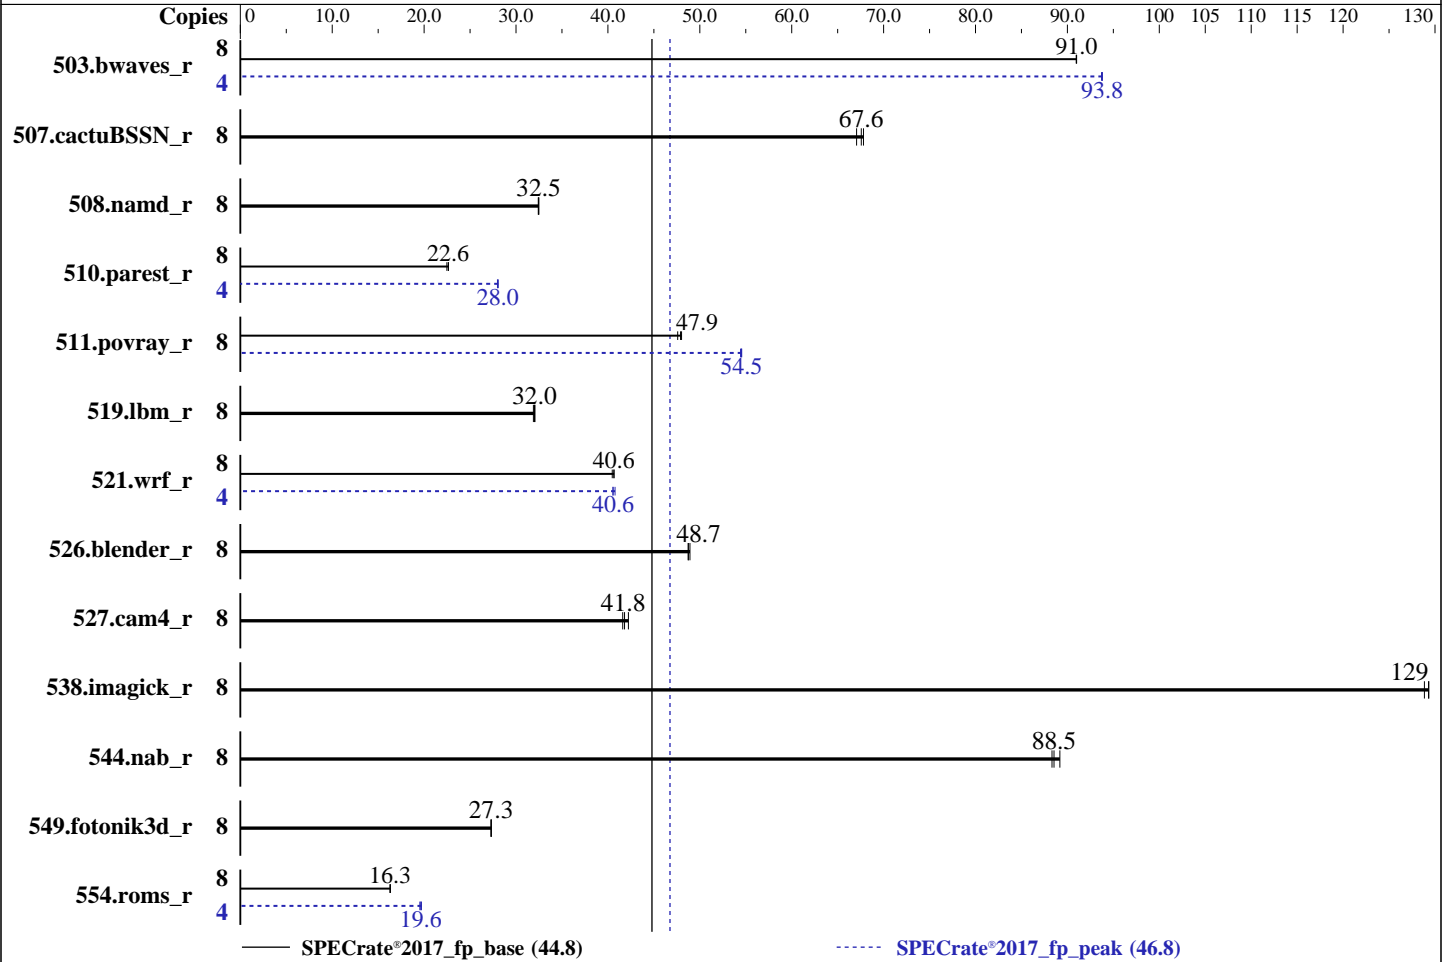 Copies 0 10.0 20.0 30.0 40.0 50.0 60.0 70.0 80.0 90.0 100 105 110 115 120 130
503.bwaves_r 8 91.0
4 93.8
507.cactuBSSN_r 8 67.6
508.namd_r 8 32.5
510.parest_r 8 22.6
4 28.0
511.povray_r 8 47.9
54.5
519.lbm_r 8 32.0
521.wrf_r 8 40.6
4 40.6
526.blender_r 8 48.7
527.cam4_r 8 41.8
538.imagick_r 8 129
544.nab_r 8 88.5
549.fotonik3d_r 8 27.3
554.roms_r 8 16.3
4 19.6
SPECrate®2017_fp_base (44.8) SPECrate®2017_fp_peak (46.8)